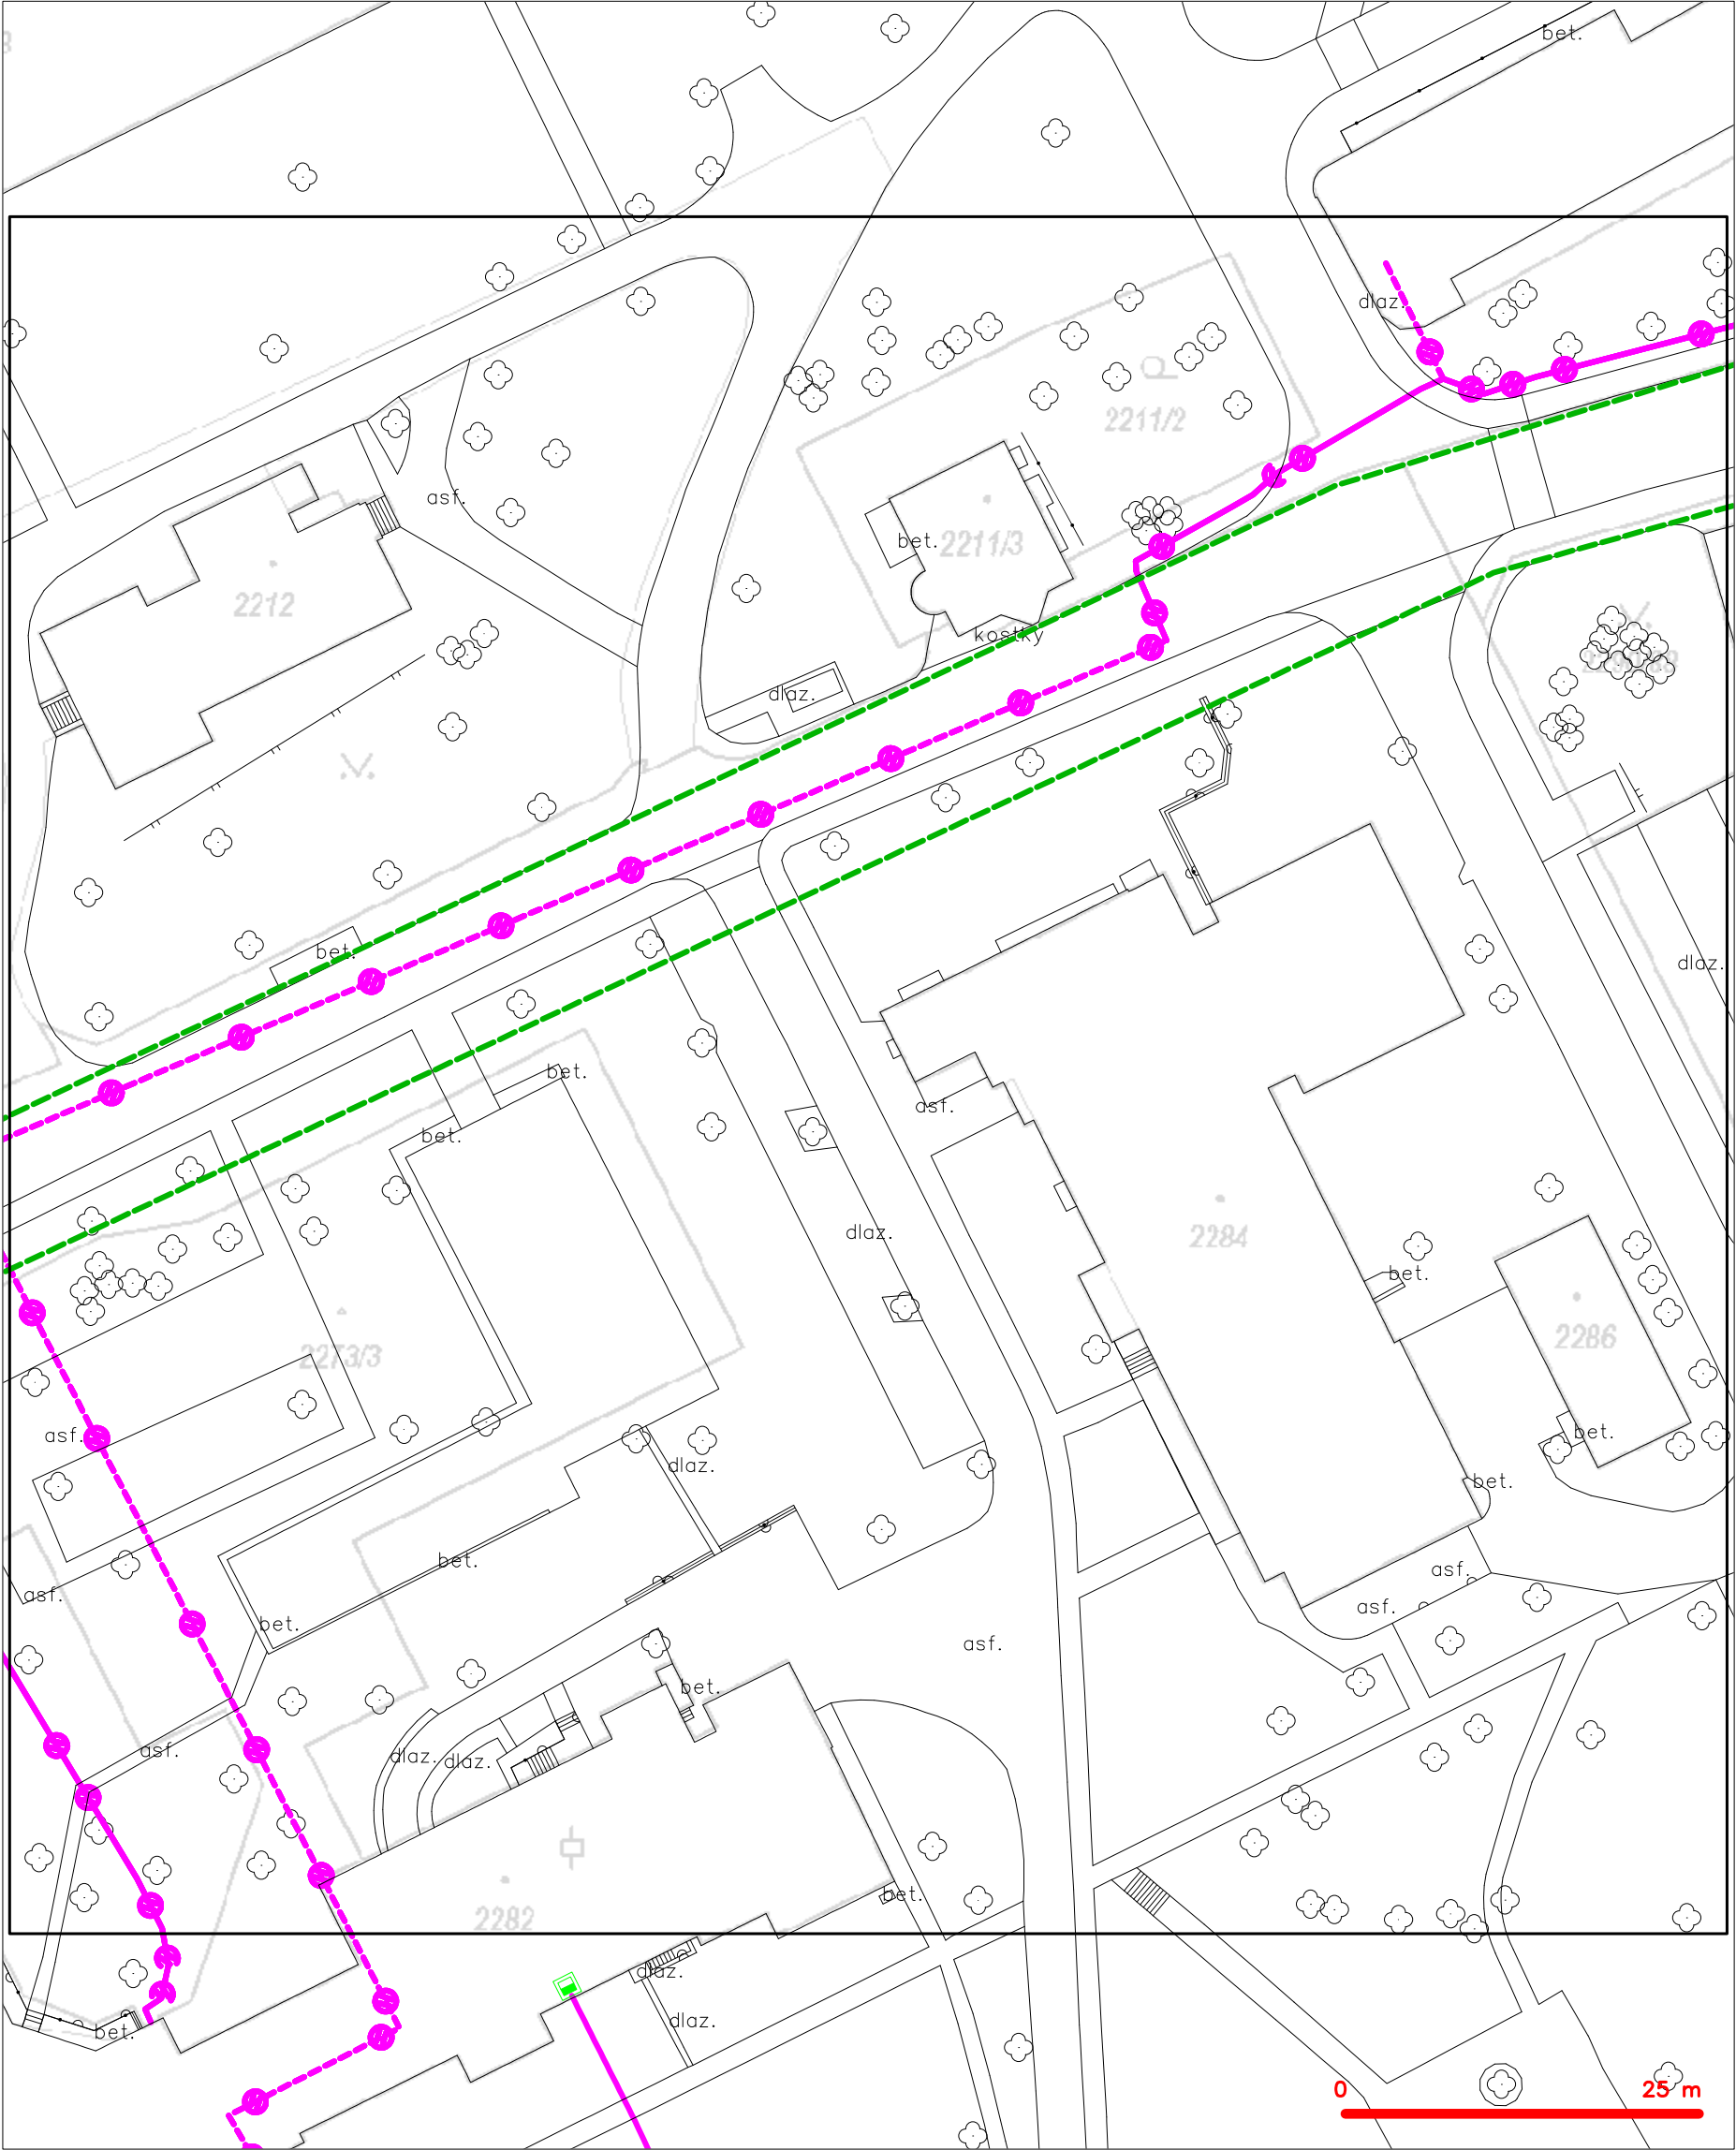 bet.
dlaz.
2211/2
asf.
bet.
2211/3
2212
kostky
dlaz.
bet.
dlaz.
bet.
asf.
bet.
dlaz.
2284
bet.
2286
2273/3
asf.
bet.
dlaz.
bet.
bet.
asf.
asf.
asf.
bet.
asf.
bet.
asf.
dlaz.
dlaz.
bet.
2282
dlaz.
dlaz.
bet.
0
25 m